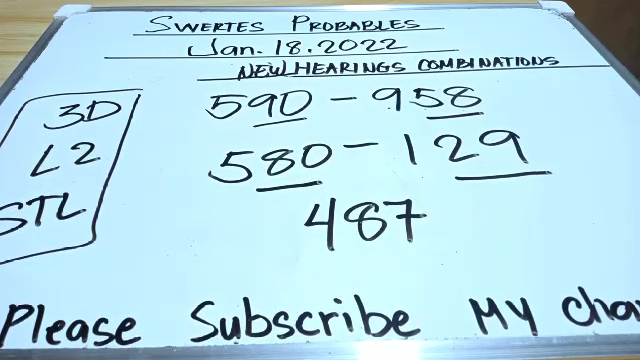 SWERTES PROBABLES
Jan. 18. 2022
NEW HEARINGS COMBINATIONS
3D
L2
STL
590 - 958
580 - 129
487
Please Subscribe My